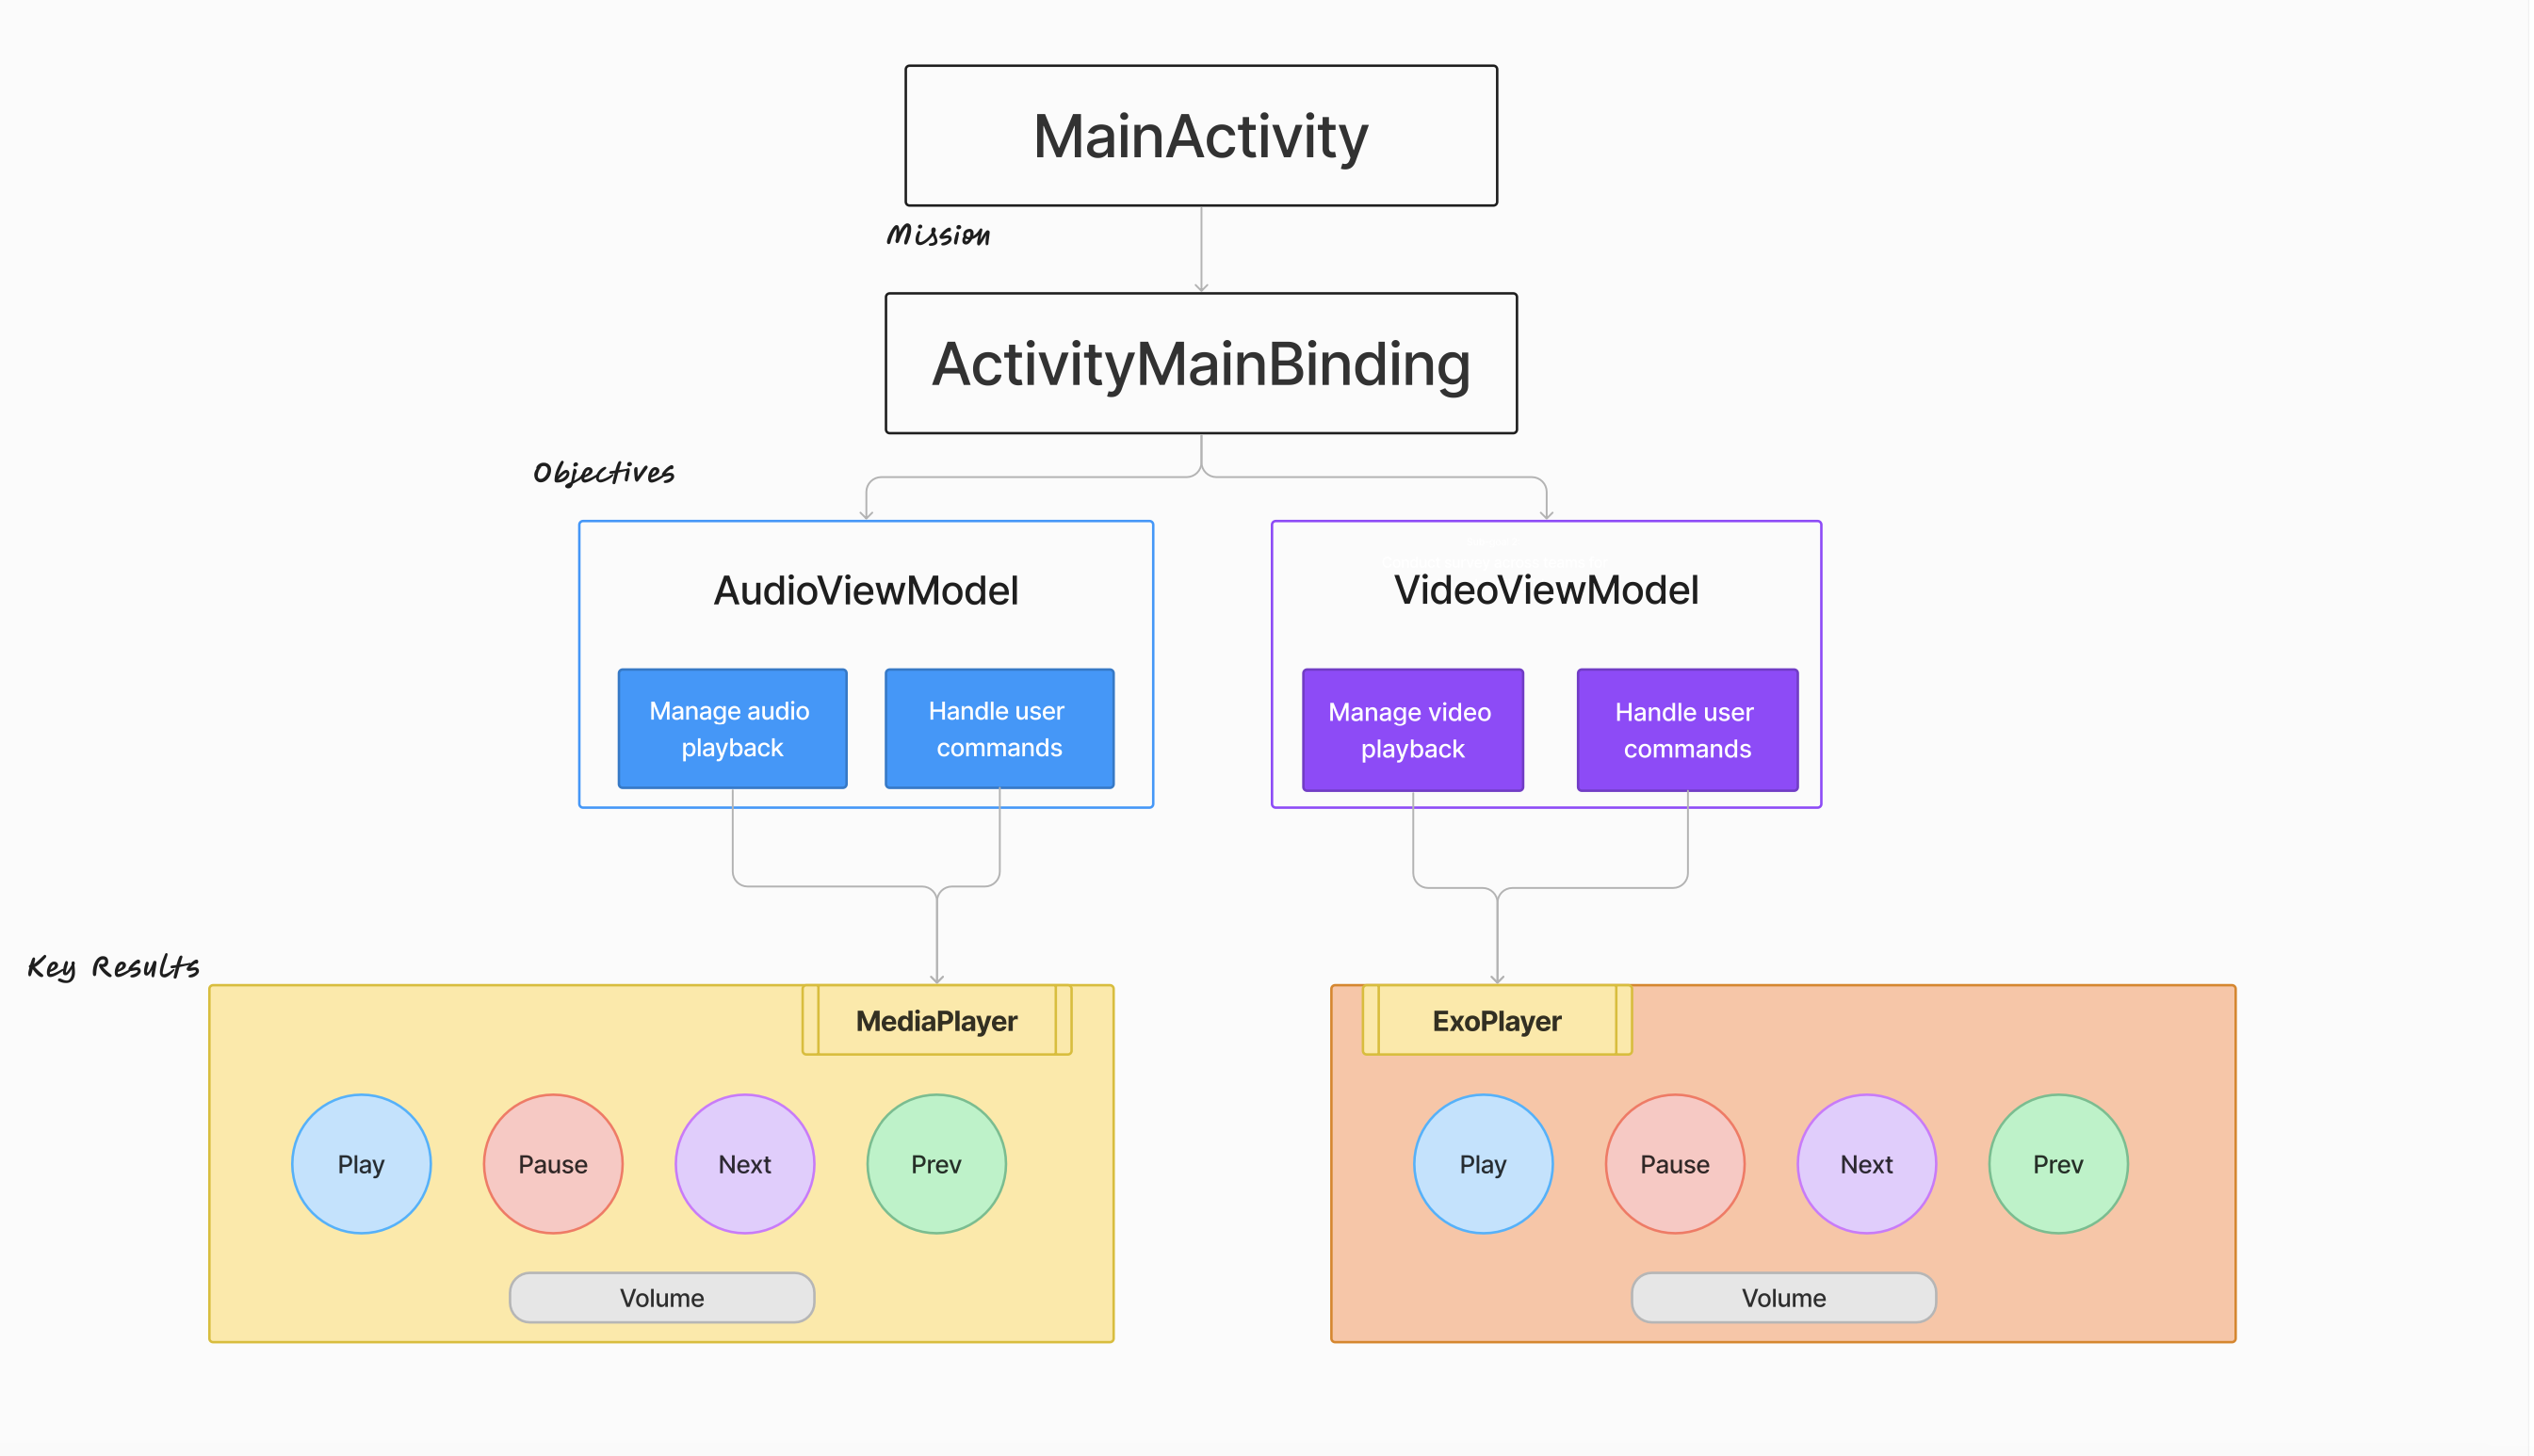 MainActivity
Mission
ActivityMainBinding
Objectives
AudioViewModel
VideoViewModel
Manage audio
playback
Handle user
commands
Manage video
playback
Handle user
commands
Key Results
MediaPlayer
ExoPlayer
Play
Pause
Next
Prev
Play
Pause
Next
Prev
Volume
Volume